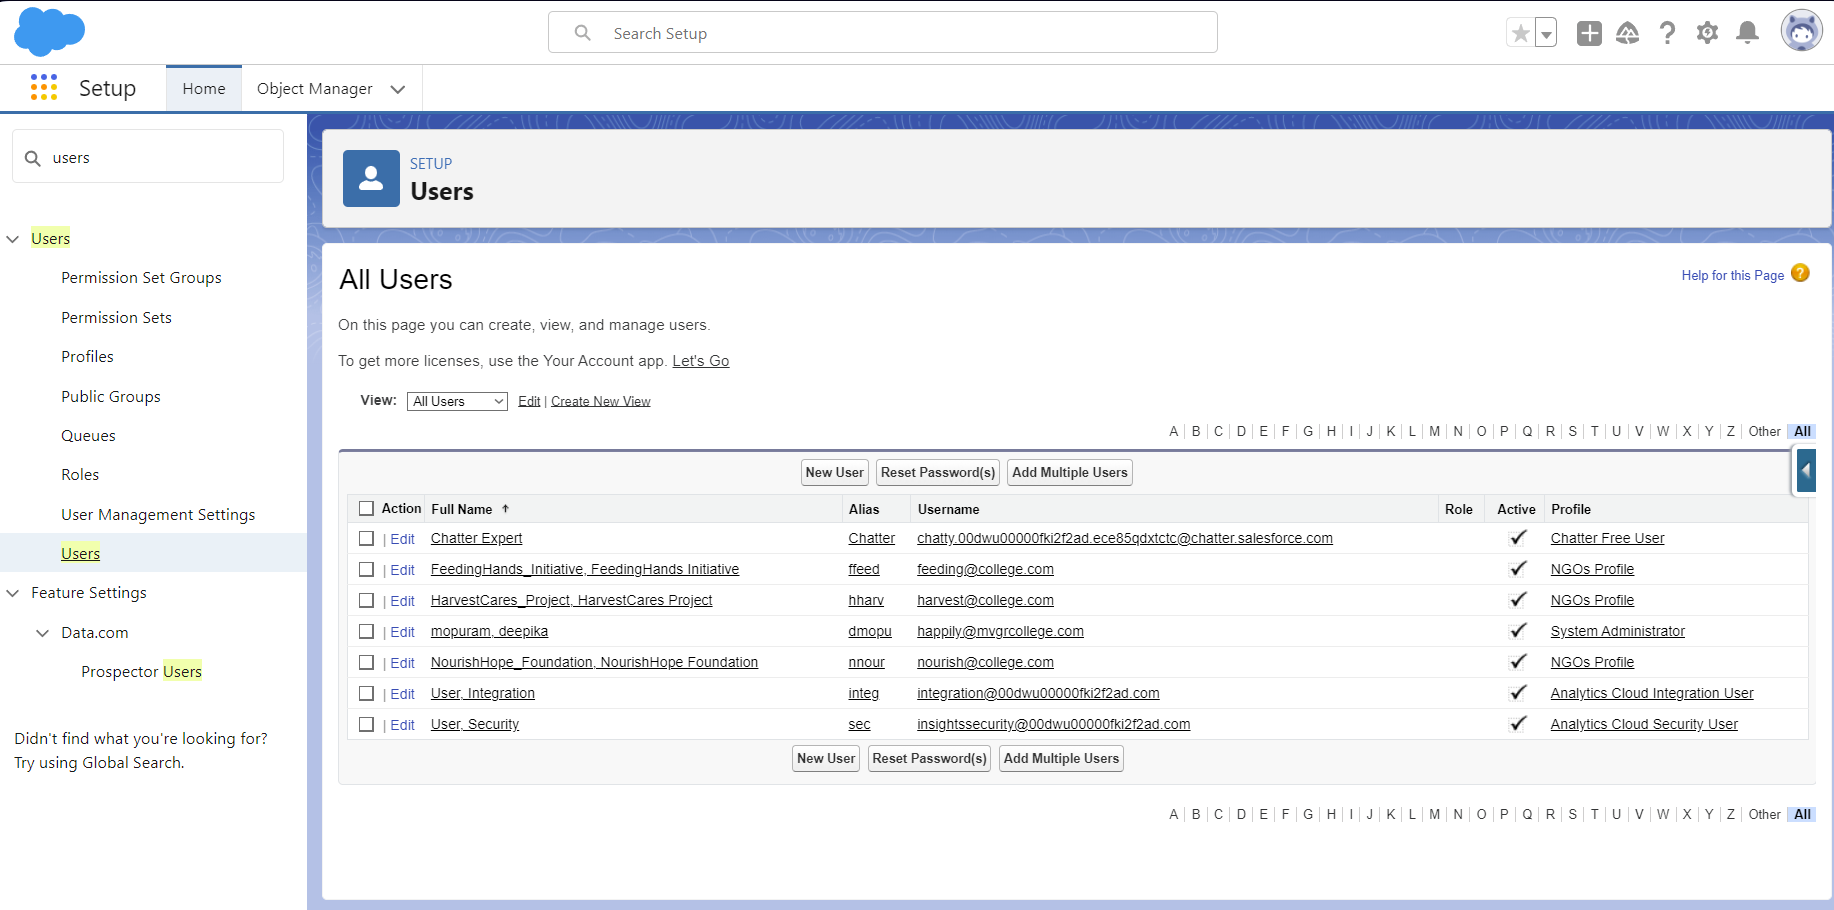 Search Setup
Setup
Home
Object Manager
users
Users
Permission Set Groups
Permission Sets
Profiles
Public Groups
Queues
Roles
User Management Settings
Users
Feature Settings
Data.com
Prospector Users
Didn't find what you're looking for?
Try using Global Search.
SETUP
Users
All Users
Help for this Page ?
On this page you can create, view, and manage users.
To get more licenses, use the Your Account app. Let's Go
View: All Users Edit | Create New View
A | B | C | D | E | F | G | H | I | J | K | L | M | N | O | P | Q | R | S | T | U | V | W | X | Y | Z | Other | All
New User Reset Password(s) Add Multiple Users
Action Full Name ↑ Alias Username Role Active Profile
| Edit Chatter Expert Chatter chatty.00dwu00000fki2f2ad.ece85qdxtctc@chatter.salesforce.com ✓ Chatter Free User
| Edit FeedingHands_Initiative, FeedingHands Initiative ffeed feeding@college.com ✓ NGOs Profile
| Edit HarvestCares_Project, HarvestCares Project hharv harvest@college.com ✓ NGOs Profile
| Edit mopuram, deepika dmopu happily@mvgrcollege.com ✓ System Administrator
| Edit NourishHope_Foundation, NourishHope Foundation nnour nourish@college.com ✓ NGOs Profile
| Edit User, Integration integ integration@00dwu00000fki2f2ad.com ✓ Analytics Cloud Integration User
| Edit User, Security sec insightssecurity@00dwu00000fki2f2ad.com ✓ Analytics Cloud Security User
New User Reset Password(s) Add Multiple Users
A | B | C | D | E | F | G | H | I | J | K | L | M | N | O | P | Q | R | S | T | U | V | W | X | Y | Z | Other | All